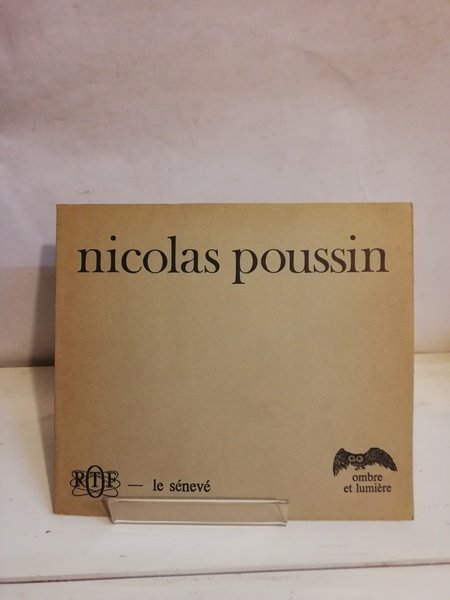 nicolas poussin
RTF — le sénevé
ombre
et lumière